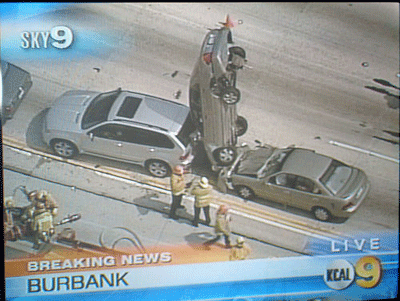 SKY9
LIVE
BREAKING NEWS
BURBANK
KCAL 9